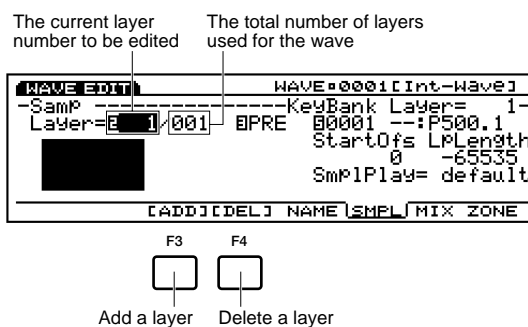 The current layer number to be edited
The total number of layers used for the wave
WAVE EDIT WAVE:0001[Int-Wave]
-Samp ----------------KeyBank Layer= 1-
Layer= 1/001 PRE 0001 --:P500.1
StartOfs LpLength
0 -65535
SmplPlay= default
[ADD][DEL] NAME SMPL MIX ZONE
F3 F4
Add a layer Delete a layer